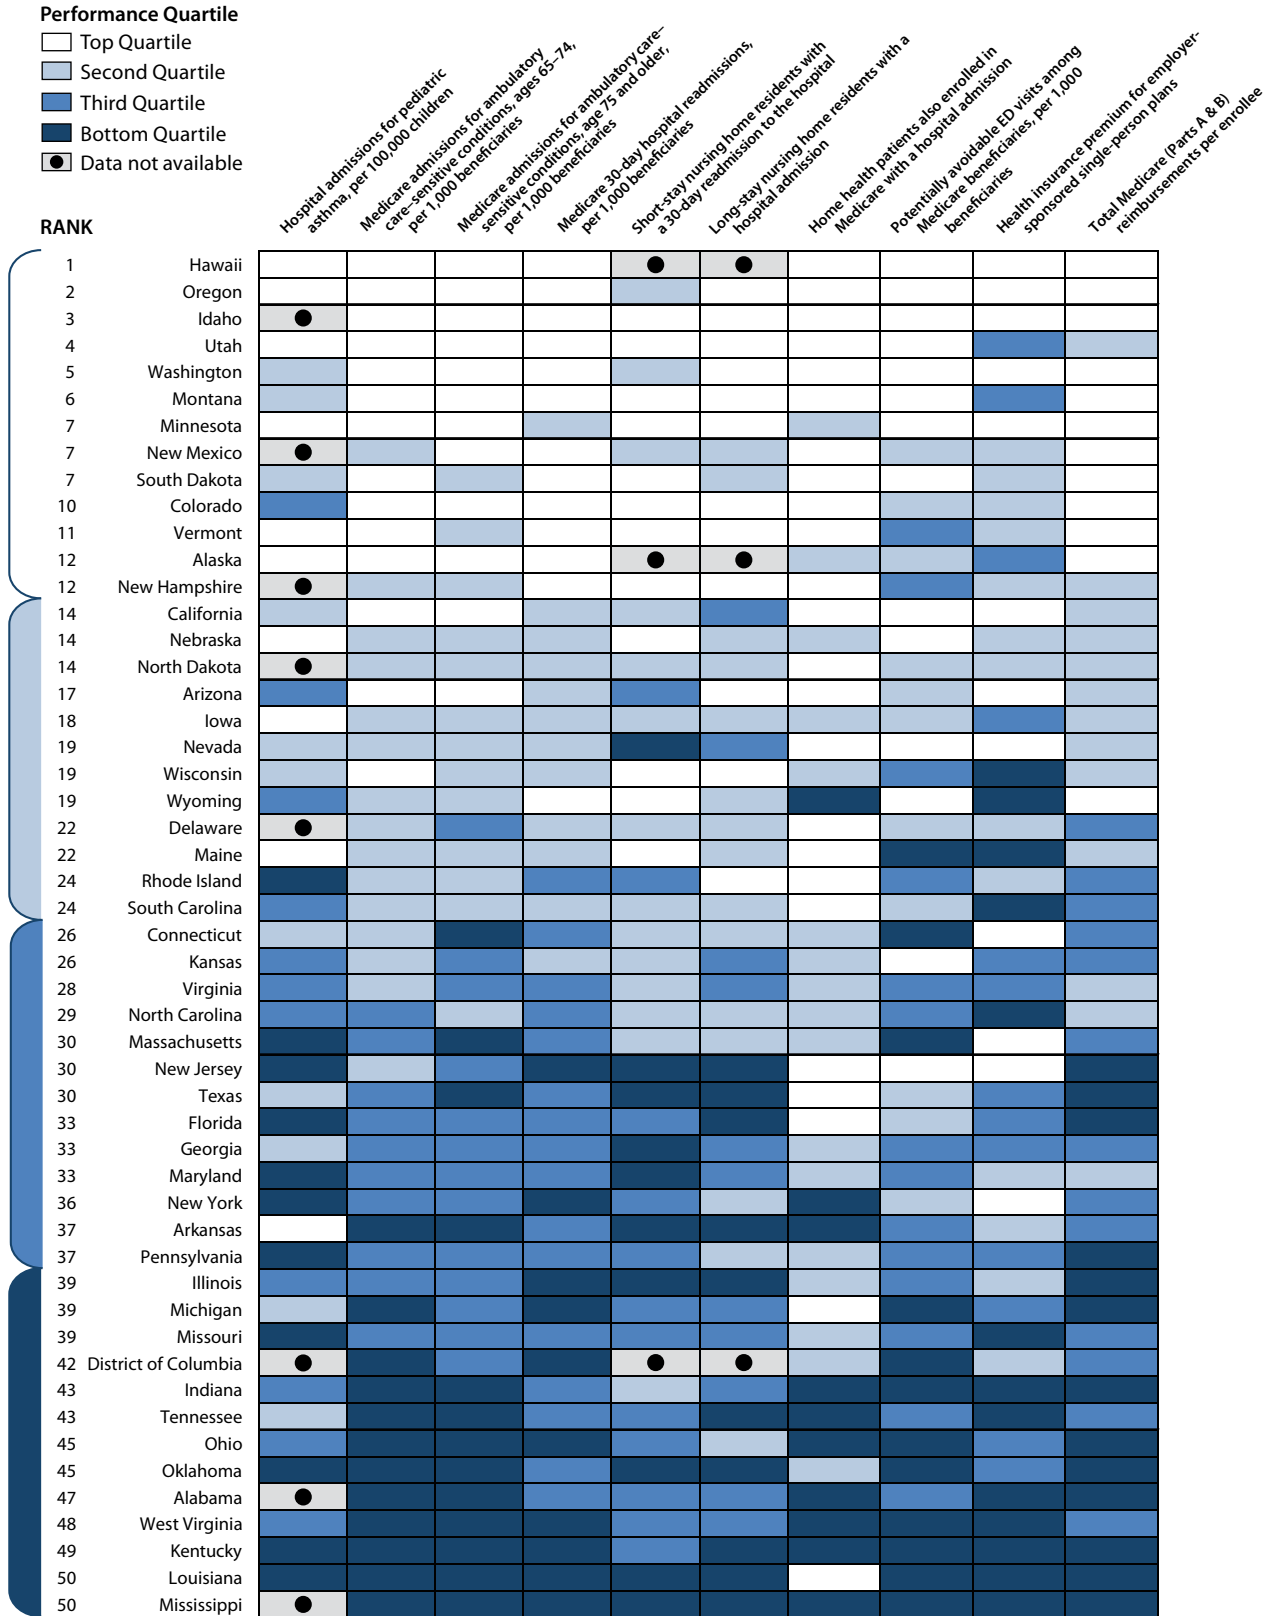 Performance Quartile
Top Quartile
Second Quartile
Third Quartile
Bottom Quartile
Data not available
RANK
Hospital admissions for pediatric
asthma, per 100,000 children
Medicare admissions for ambulatory
care–sensitive conditions, ages 65–74,
per 1,000 beneficiaries
Medicare admissions for ambulatory care–
sensitive conditions, age 75 and older,
per 1,000 beneficiaries
Medicare 30-day hospital readmissions,
per 1,000 beneficiaries
Short-stay nursing home residents with
a 30-day readmission to the hospital
Long-stay nursing home residents with a
hospital admission
Home health patients also enrolled in
Medicare with a hospital admission
Potentially avoidable ED visits among
Medicare beneficiaries, per 1,000
beneficiaries
Health insurance premium for employer-
sponsored single-person plans
Total Medicare (Parts A & B)
reimbursements per enrollee
1 Hawaii
2 Oregon
3 Idaho
4 Utah
5 Washington
6 Montana
7 Minnesota
7 New Mexico
7 South Dakota
10 Colorado
11 Vermont
12 Alaska
12 New Hampshire
14 California
14 Nebraska
14 North Dakota
17 Arizona
18 Iowa
19 Nevada
19 Wisconsin
19 Wyoming
22 Delaware
22 Maine
24 Rhode Island
24 South Carolina
26 Connecticut
26 Kansas
28 Virginia
29 North Carolina
30 Massachusetts
30 New Jersey
30 Texas
33 Florida
33 Georgia
33 Maryland
36 New York
37 Arkansas
37 Pennsylvania
39 Illinois
39 Michigan
39 Missouri
42 District of Columbia
43 Indiana
43 Tennessee
45 Ohio
45 Oklahoma
47 Alabama
48 West Virginia
49 Kentucky
50 Louisiana
50 Mississippi